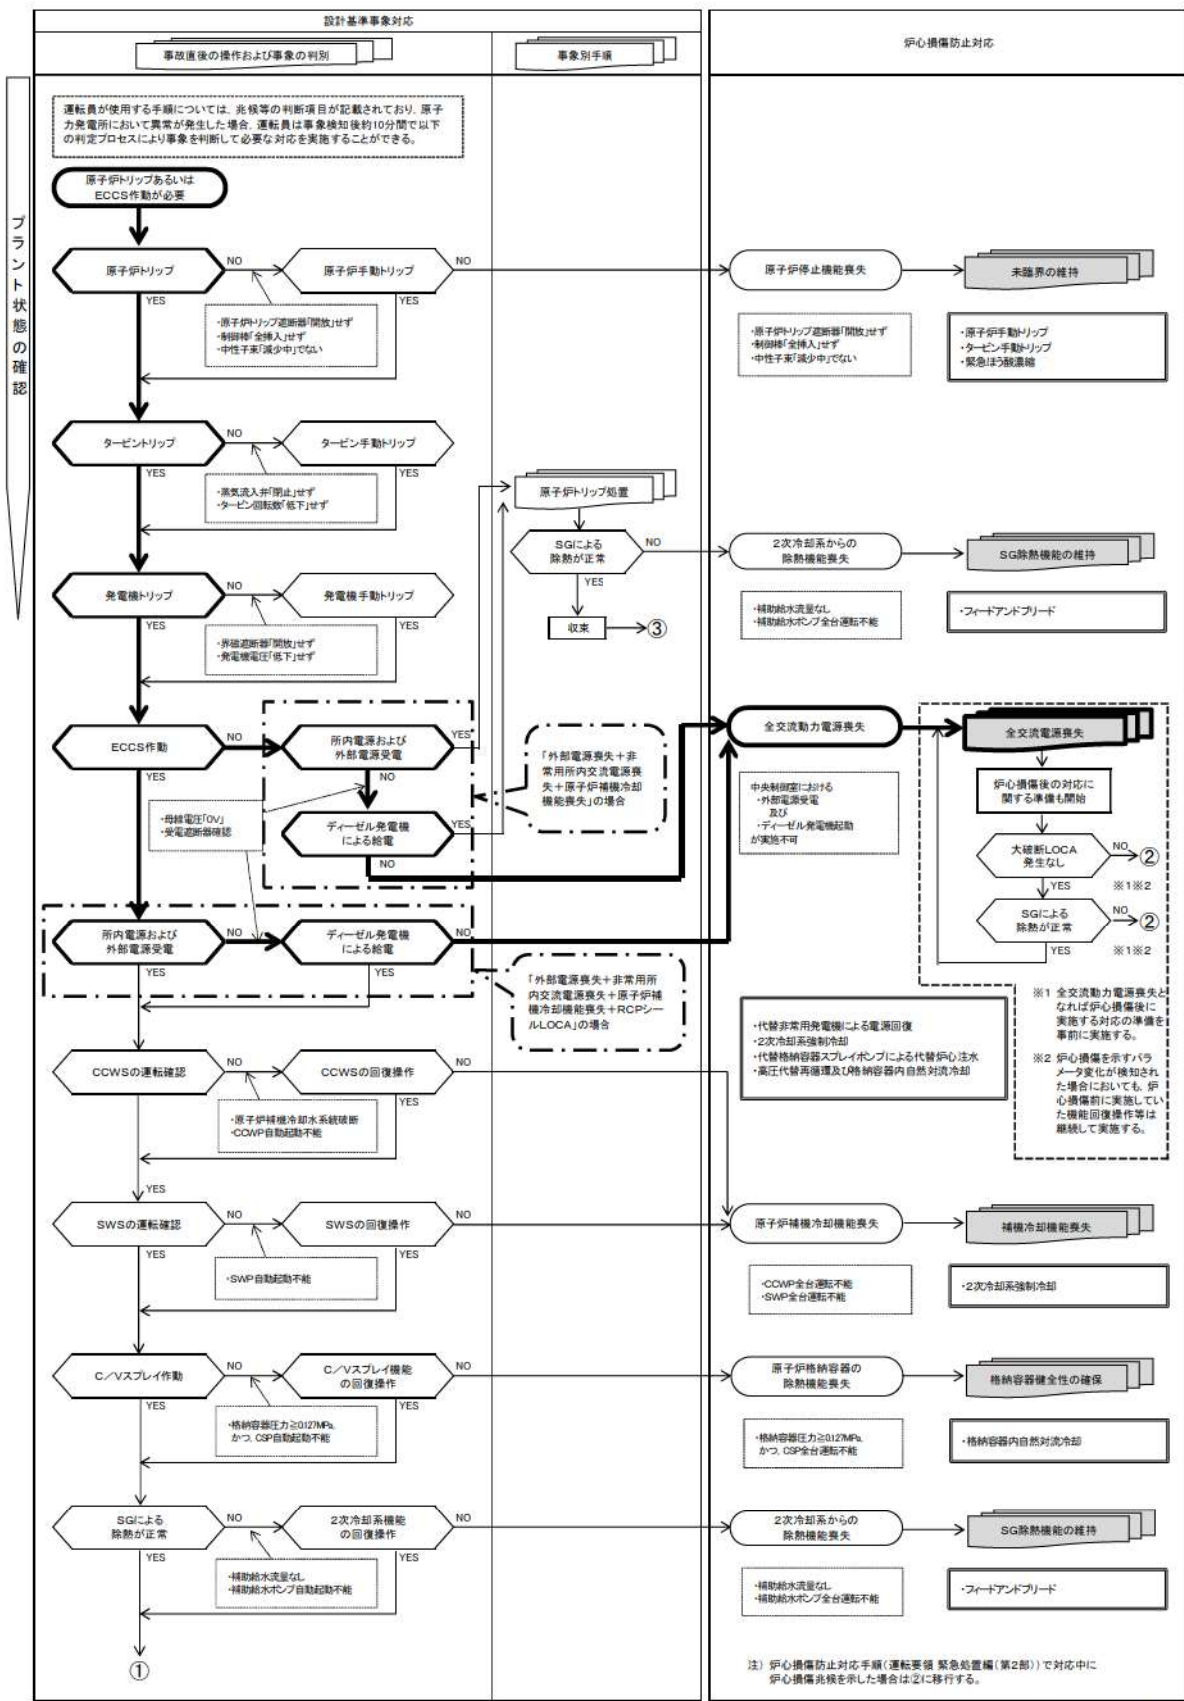 設計基準事象対応
事故直後の操作および事象の判別
事象別手順
炉心損傷防止対応
プラント状態の確認
運転員が使用する手順については、兆候等の判断項目が記載されており、原子
力発電所において異常が発生した場合、運転員は事象検知後約10分間で以下
の判定プロセスにより事象を判断して必要な対応を実施することができる。
原子炉トリップあるいは
ECCS作動が必要
原子炉トリップ
NO
YES
原子炉手動トリップ
NO
YES
・原子炉トリップ遮断器「開放」せず
・制御棒「全挿入」せず
・中性子束「減少中」でない
原子炉停止機能喪失
未臨界の維持
・原子炉トリップ遮断器「開放」せず
・制御棒「全挿入」せず
・中性子束「減少中」でない
・原子炉手動トリップ
・タービン手動トリップ
・緊急ほう酸濃縮
タービントリップ
NO
YES
タービン手動トリップ
YES
・蒸気流入弁「閉止」せず
・タービン回転数「低下」せず
原子炉トリップ処置
SGによる
除熱が正常
NO
YES
収束
③
2次冷却系からの
除熱機能喪失
SG除熱機能の維持
・補助給水流量なし
・補助給水ポンプ全台運転不能
・フィードアンドブリード
発電機トリップ
NO
YES
発電機手動トリップ
YES
・界磁遮断器「開放」せず
・発電機電圧「低下」せず
ECCS作動
NO
YES
所内電源および
外部電源受電
YES
NO
ディーゼル発電機
による給電
YES
NO
・母線電圧「0V」
・受電遮断器確認
「外部電源喪失+非
常用所内交流電源喪
失+原子炉補機冷却
機能喪失」の場合
全交流動力電源喪失
全交流電源喪失
中央制御室における
・外部電源受電
及び
・ディーゼル発電機起動
が実施不可
炉心損傷後の対応に
関する準備も開始
大破断LOCA
発生なし
NO
②
YES
※1※2
SGによる
除熱が正常
NO
②
YES
※1※2
所内電源および
外部電源受電
NO
YES
ディーゼル発電機
による給電
NO
YES
「外部電源喪失+非常用所
内交流電源喪失+原子炉補
機冷却機能喪失+RCPシー
ルLOCA」の場合
※1 全交流動力電源喪失と
なれば炉心損傷後に
実施する対応の準備を
事前に実施する。
※2 炉心損傷を示すパラ
メータ変化が検知され
た場合においても、炉
心損傷前に実施してい
た機能回復操作等は
継続して実施する。
・代替非常用発電機による電源回復
・2次冷却系強制冷却
・代替格納容器スプレイポンプによる代替炉心注水
・高圧代替再循環及び格納容器内自然対流冷却
CCWSの運転確認
NO
YES
CCWSの回復操作
NO
YES
・原子炉補機冷却水系統破断
・CCWP自動起動不能
SWSの運転確認
NO
YES
SWSの回復操作
NO
YES
・SWP自動起動不能
原子炉補機冷却機能喪失
補機冷却機能喪失
・CCWP全台運転不能
・SWP全台運転不能
・2次冷却系強制冷却
C/Vスプレイ作動
NO
YES
C/Vスプレイ機能
の回復操作
NO
YES
・格納容器圧力≧0.127MPa、
かつ、CSP自動起動不能
原子炉格納容器の
除熱機能喪失
格納容器健全性の確保
・格納容器圧力≧0.127MPa、
かつ、CSP全台運転不能
・格納容器内自然対流冷却
SGによる
除熱が正常
NO
YES
2次冷却系機能
の回復操作
NO
YES
・補助給水流量なし
・補助給水ポンプ自動起動不能
2次冷却系からの
除熱機能喪失
SG除熱機能の維持
・補助給水流量なし
・補助給水ポンプ全台運転不能
・フィードアンドブリード
①
注) 炉心損傷防止対応手順(運転要領 緊急処置編(第2部))で対応中に
炉心損傷兆候を示した場合は②に移行する。